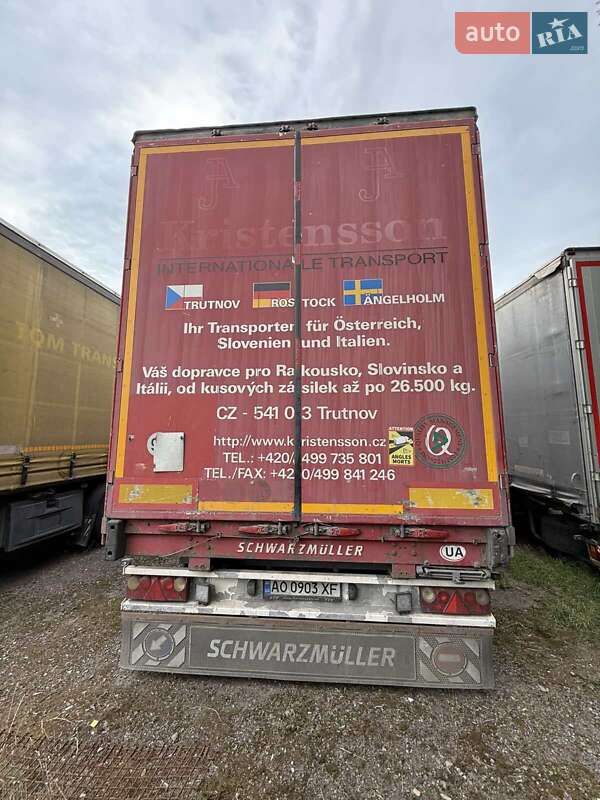 auto RIA .com
Kristensson
INTERNATIONALE TRANSPORT
TRUTNOV ROSTOCK ÄNGELHOLM
Ihr Transporter für Österreich,
Slovenien und Italien.
TQM TRANS
Váš dopravce pro Rakousko, Slovinsko a
Itálii, od kusových zásilek až po 26.500 kg.
CZ - 541 03 Trutnov
http://www.kristensson.cz
TEL.: +420/499 735 801
TEL./FAX: +420/499 841 246
ATTENTION
ANGLES
MORTS
SCHWARZMÜLLER
UA
AO 0903 XF
SCHWARZMÜLLER